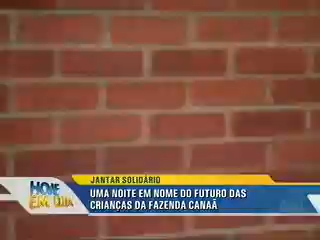 JANTAR SOLIDÁRIO
HOJE
EM DIA
UMA NOITE EM NOME DO FUTURO DAS
CRIANÇAS DA FAZENDA CANAÃ